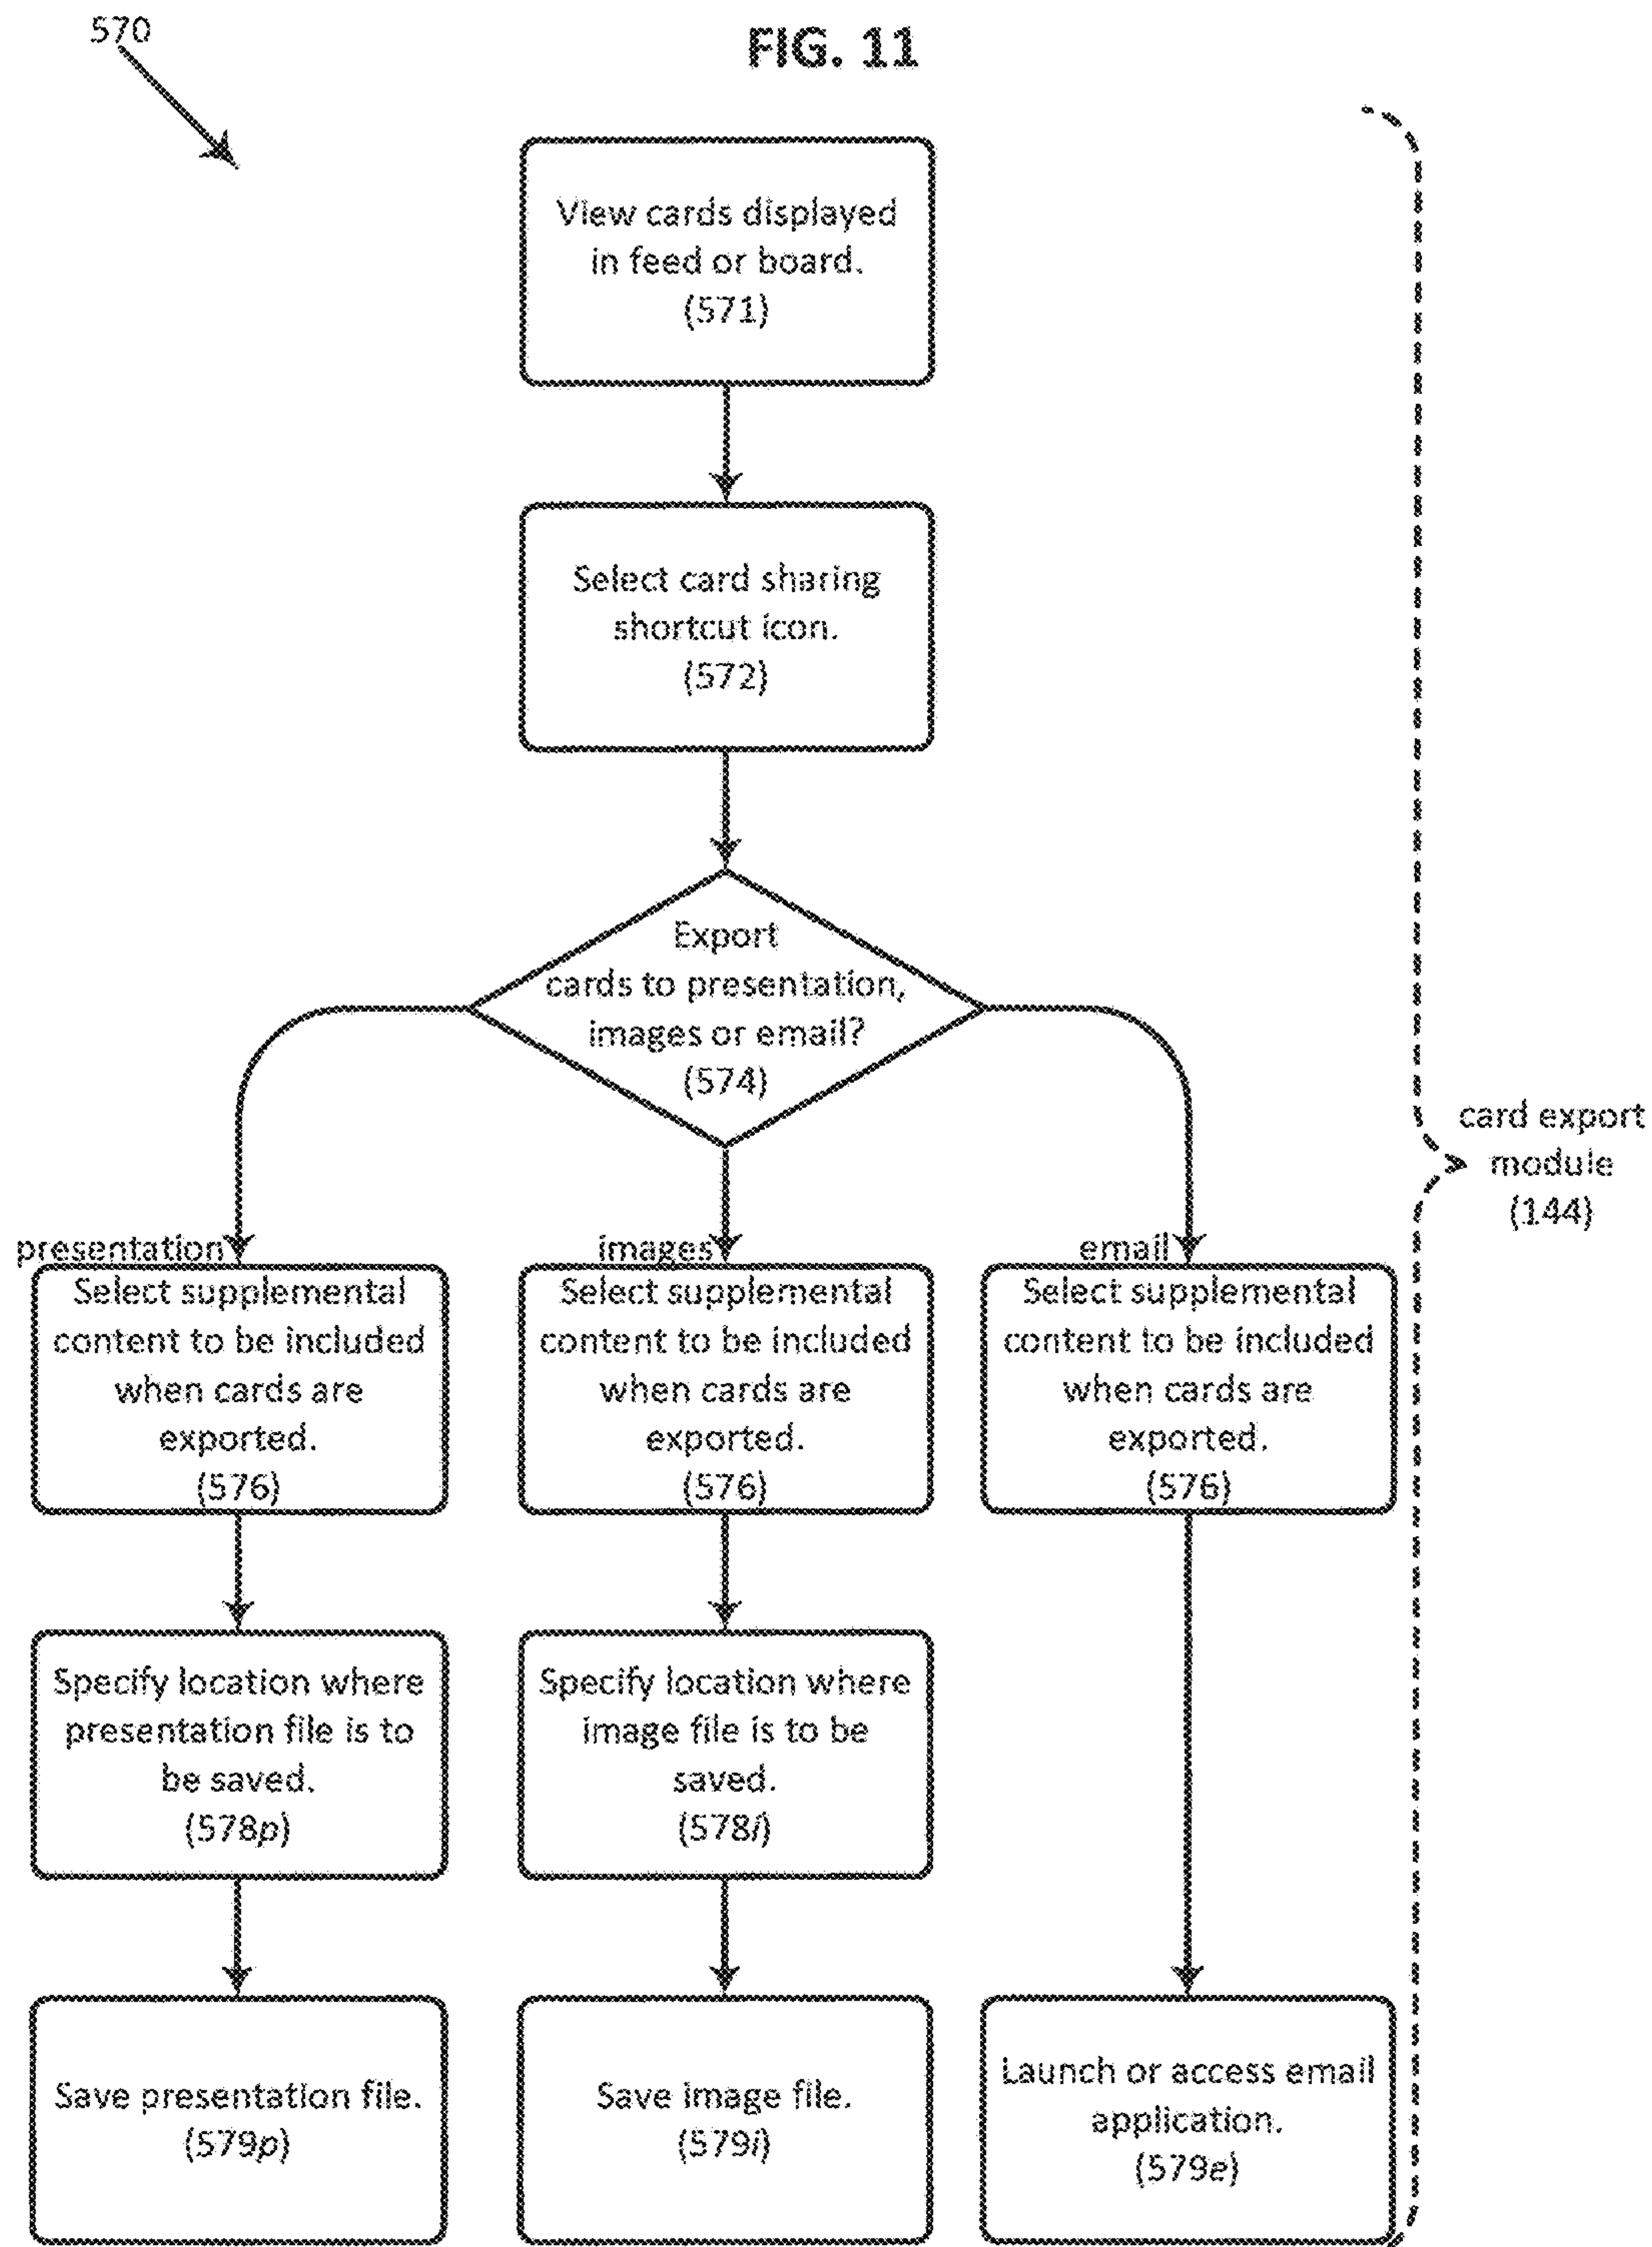 570
FIG. 11
View cards displayed
in feed or board.
(571)
Select card sharing
shortcut icon.
(572)
Export
cards to presentation,
images or email?
(574)
card export
module
(144)
presentation
Select supplemental
content to be included
when cards are
exported.
(576)
images
Select supplemental
content to be included
when cards are
exported.
(576)
email
Select supplemental
content to be included
when cards are
exported.
(576)
Specify location where
presentation file is to
be saved.
(578p)
Specify location where
image file is to be
saved.
(578i)
Save presentation file.
(579p)
Save image file.
(579i)
Launch or access email
application.
(579e)